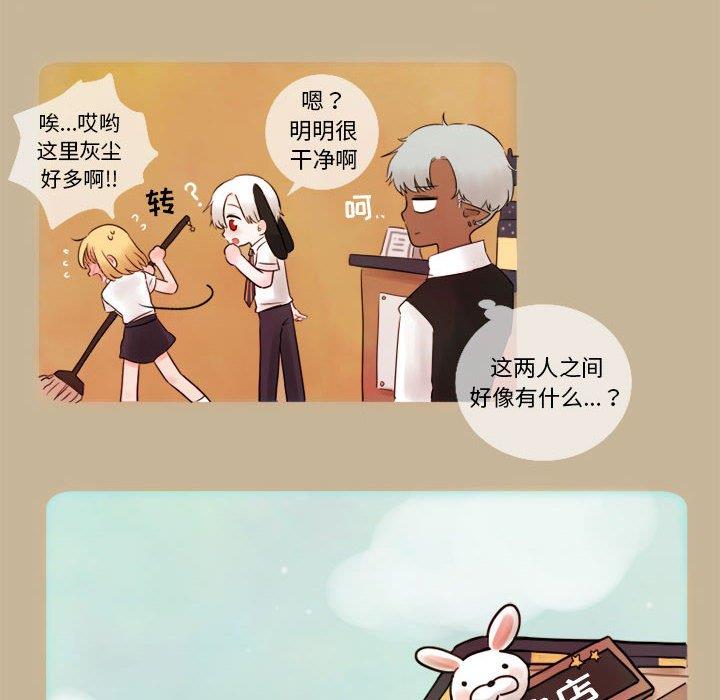 唉...哎哟
这里灰尘
好多啊!!
转
?
嗯？
明明很
干净啊
呵..
这两人之间
好像有什么...？
店